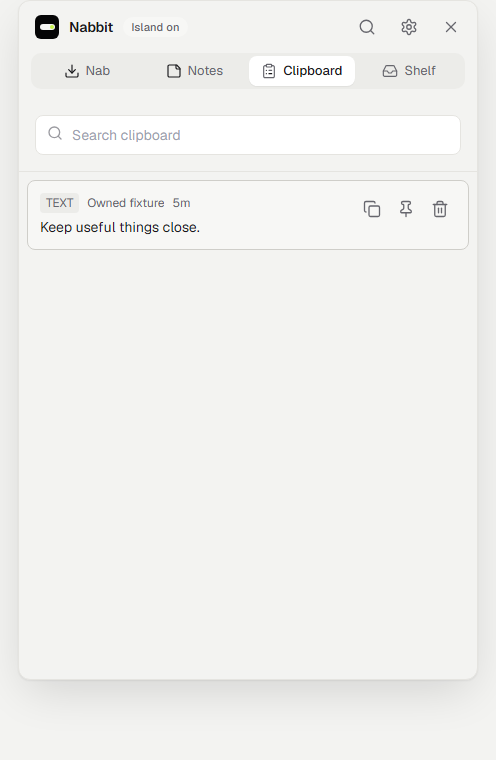 Nabbit Island on
Nab Notes Clipboard Shelf
Search clipboard
TEXT Owned fixture 5m
Keep useful things close.